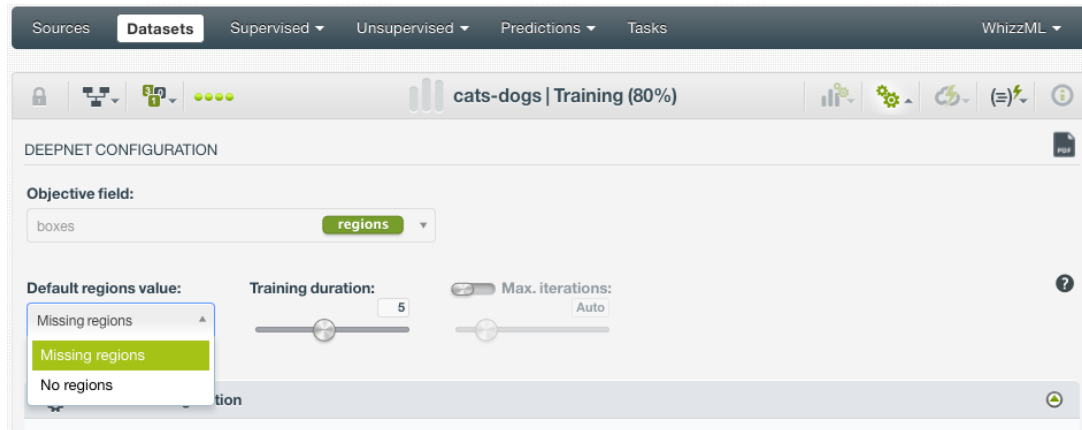 Sources Datasets Supervised Unsupervised Predictions Tasks WhizzML
cats-dogs | Training (80%)
DEEPNET CONFIGURATION
PDF
Objective field:
boxes regions
Default regions value: Training duration: Max. iterations:
5 Auto
Missing regions
Missing regions
No regions
tion